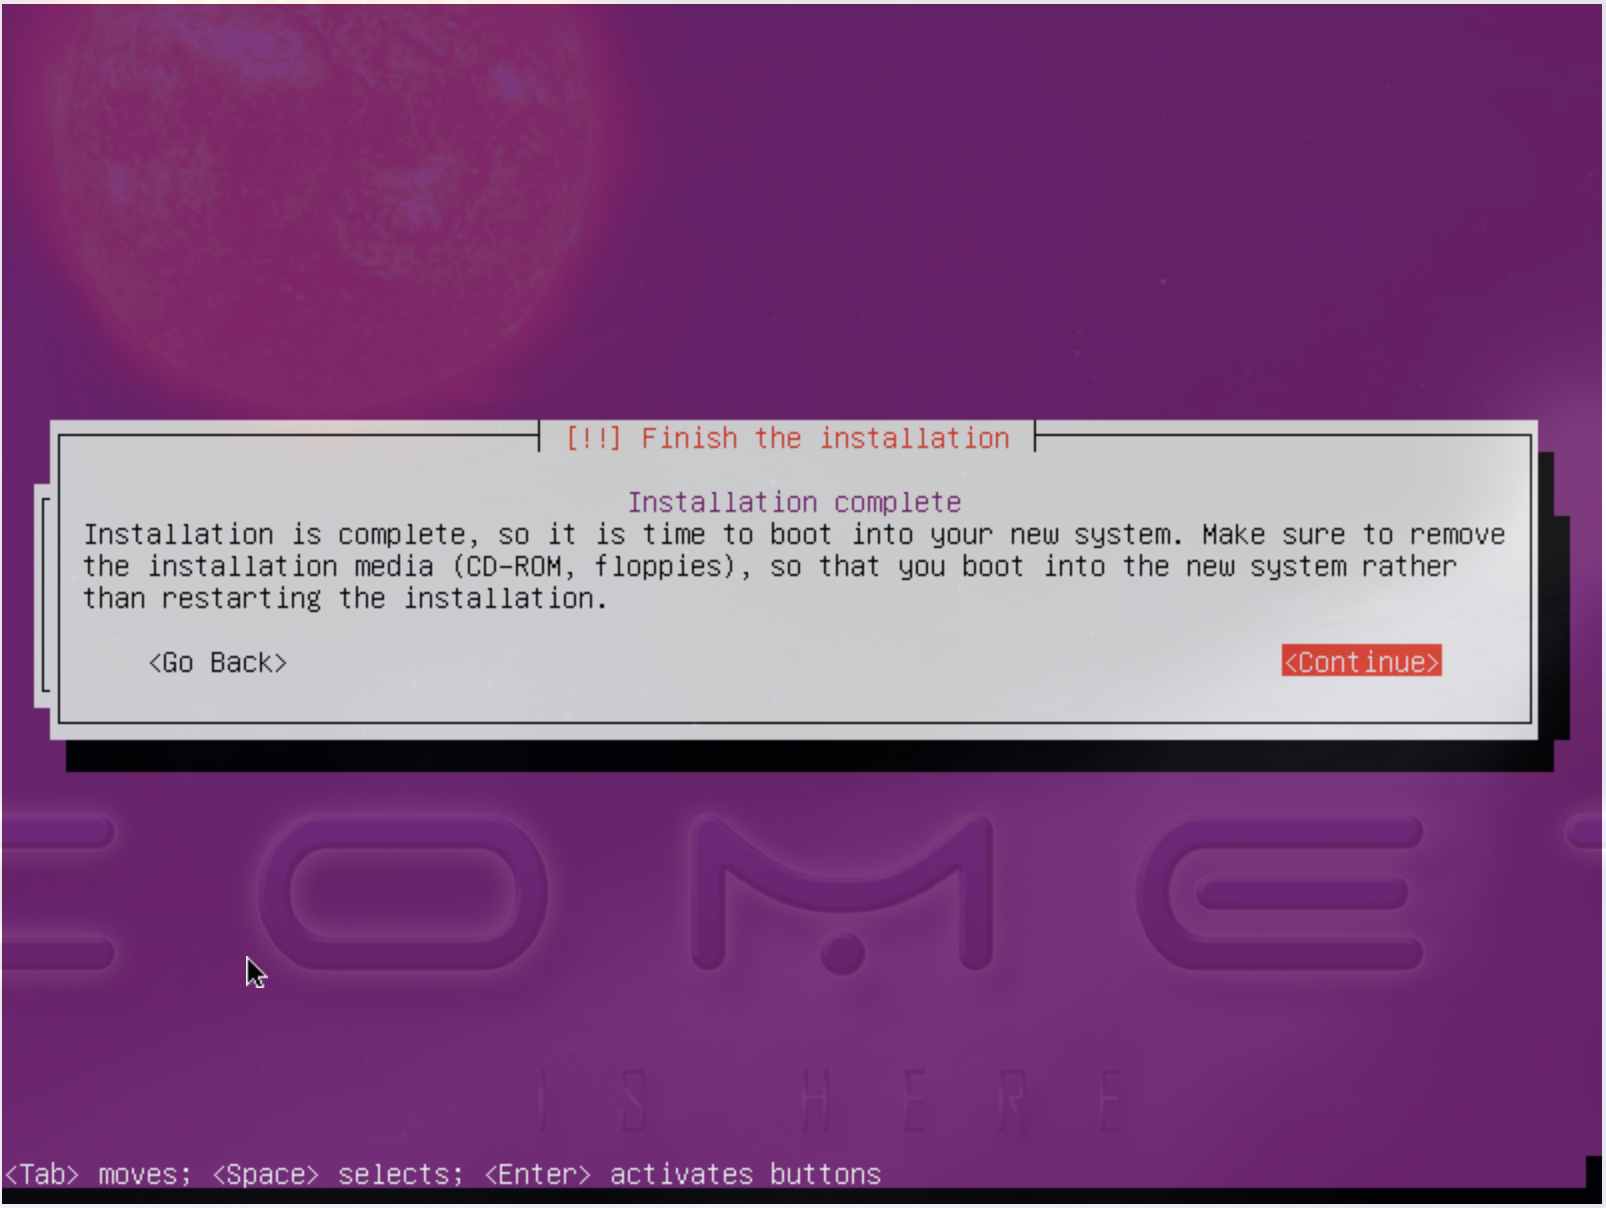 [!!] Finish the installation
Installation complete
Installation is complete, so it is time to boot into your new system. Make sure to remove
the installation media (CD-ROM, floppies), so that you boot into the new system rather
than restarting the installation.
<Go Back> <Continue>
COMET
IS HERE
<Tab> moves; <Space> selects; <Enter> activates buttons